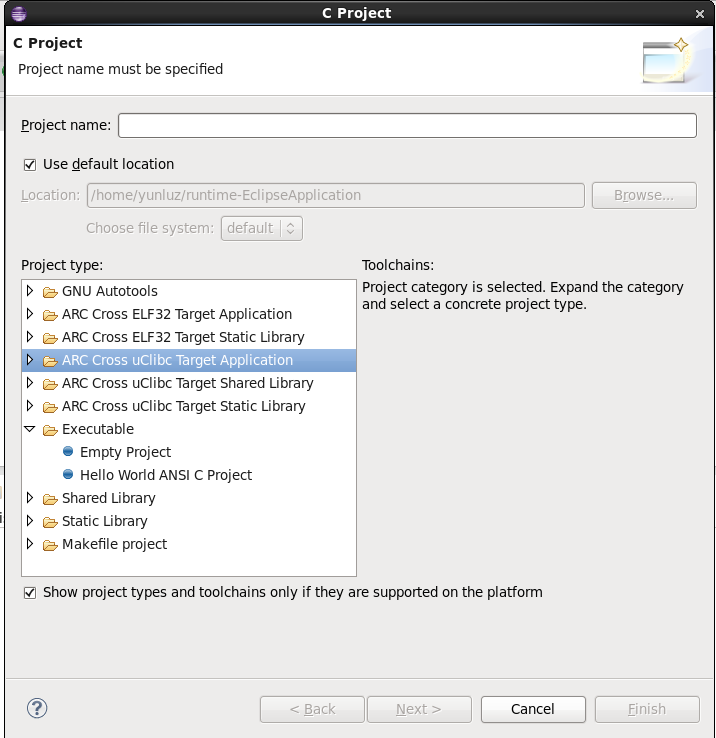 C Project
C Project
Project name must be specified
Project name:
Use default location
Location: /home/yunluz/runtime-EclipseApplication Browse...
Choose file system: default
Project type: Toolchains:
GNU Autotools
ARC Cross ELF32 Target Application
ARC Cross ELF32 Target Static Library
ARC Cross uClibc Target Application
ARC Cross uClibc Target Shared Library
ARC Cross uClibc Target Static Library
Executable
Empty Project
Hello World ANSI C Project
Shared Library
Static Library
Makefile project
Project category is selected. Expand the category
and select a concrete project type.
Show project types and toolchains only if they are supported on the platform
? < Back Next > Cancel Finish